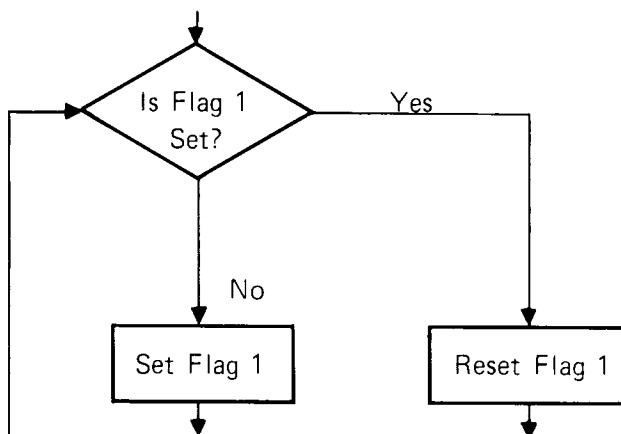 Is Flag 1
Set?
Yes
No
Set Flag 1
Reset Flag 1